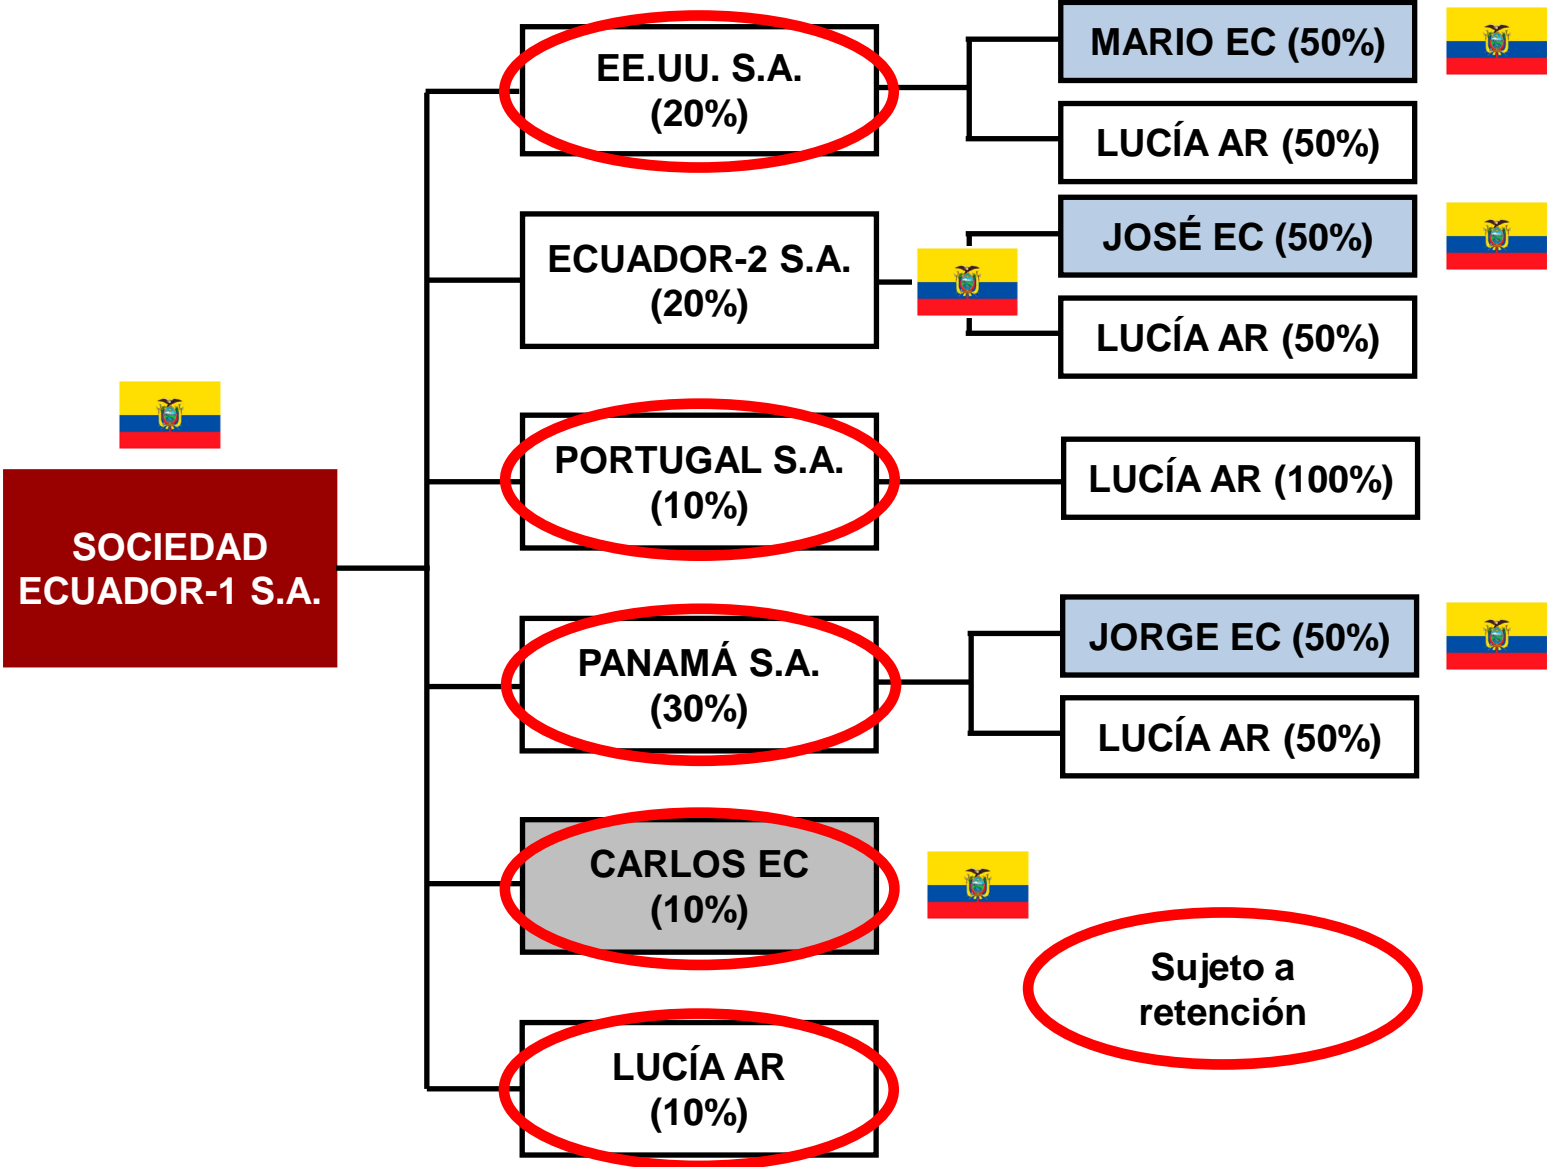 SOCIEDAD
ECUADOR-1 S.A.
EE.UU. S.A.
(20%)
MARIO EC (50%)
LUCÍA AR (50%)
ECUADOR-2 S.A.
(20%)
JOSÉ EC (50%)
LUCÍA AR (50%)
PORTUGAL S.A.
(10%)
LUCÍA AR (100%)
PANAMÁ S.A.
(30%)
JORGE EC (50%)
LUCÍA AR (50%)
CARLOS EC
(10%)
LUCÍA AR
(10%)
Sujeto a
retención